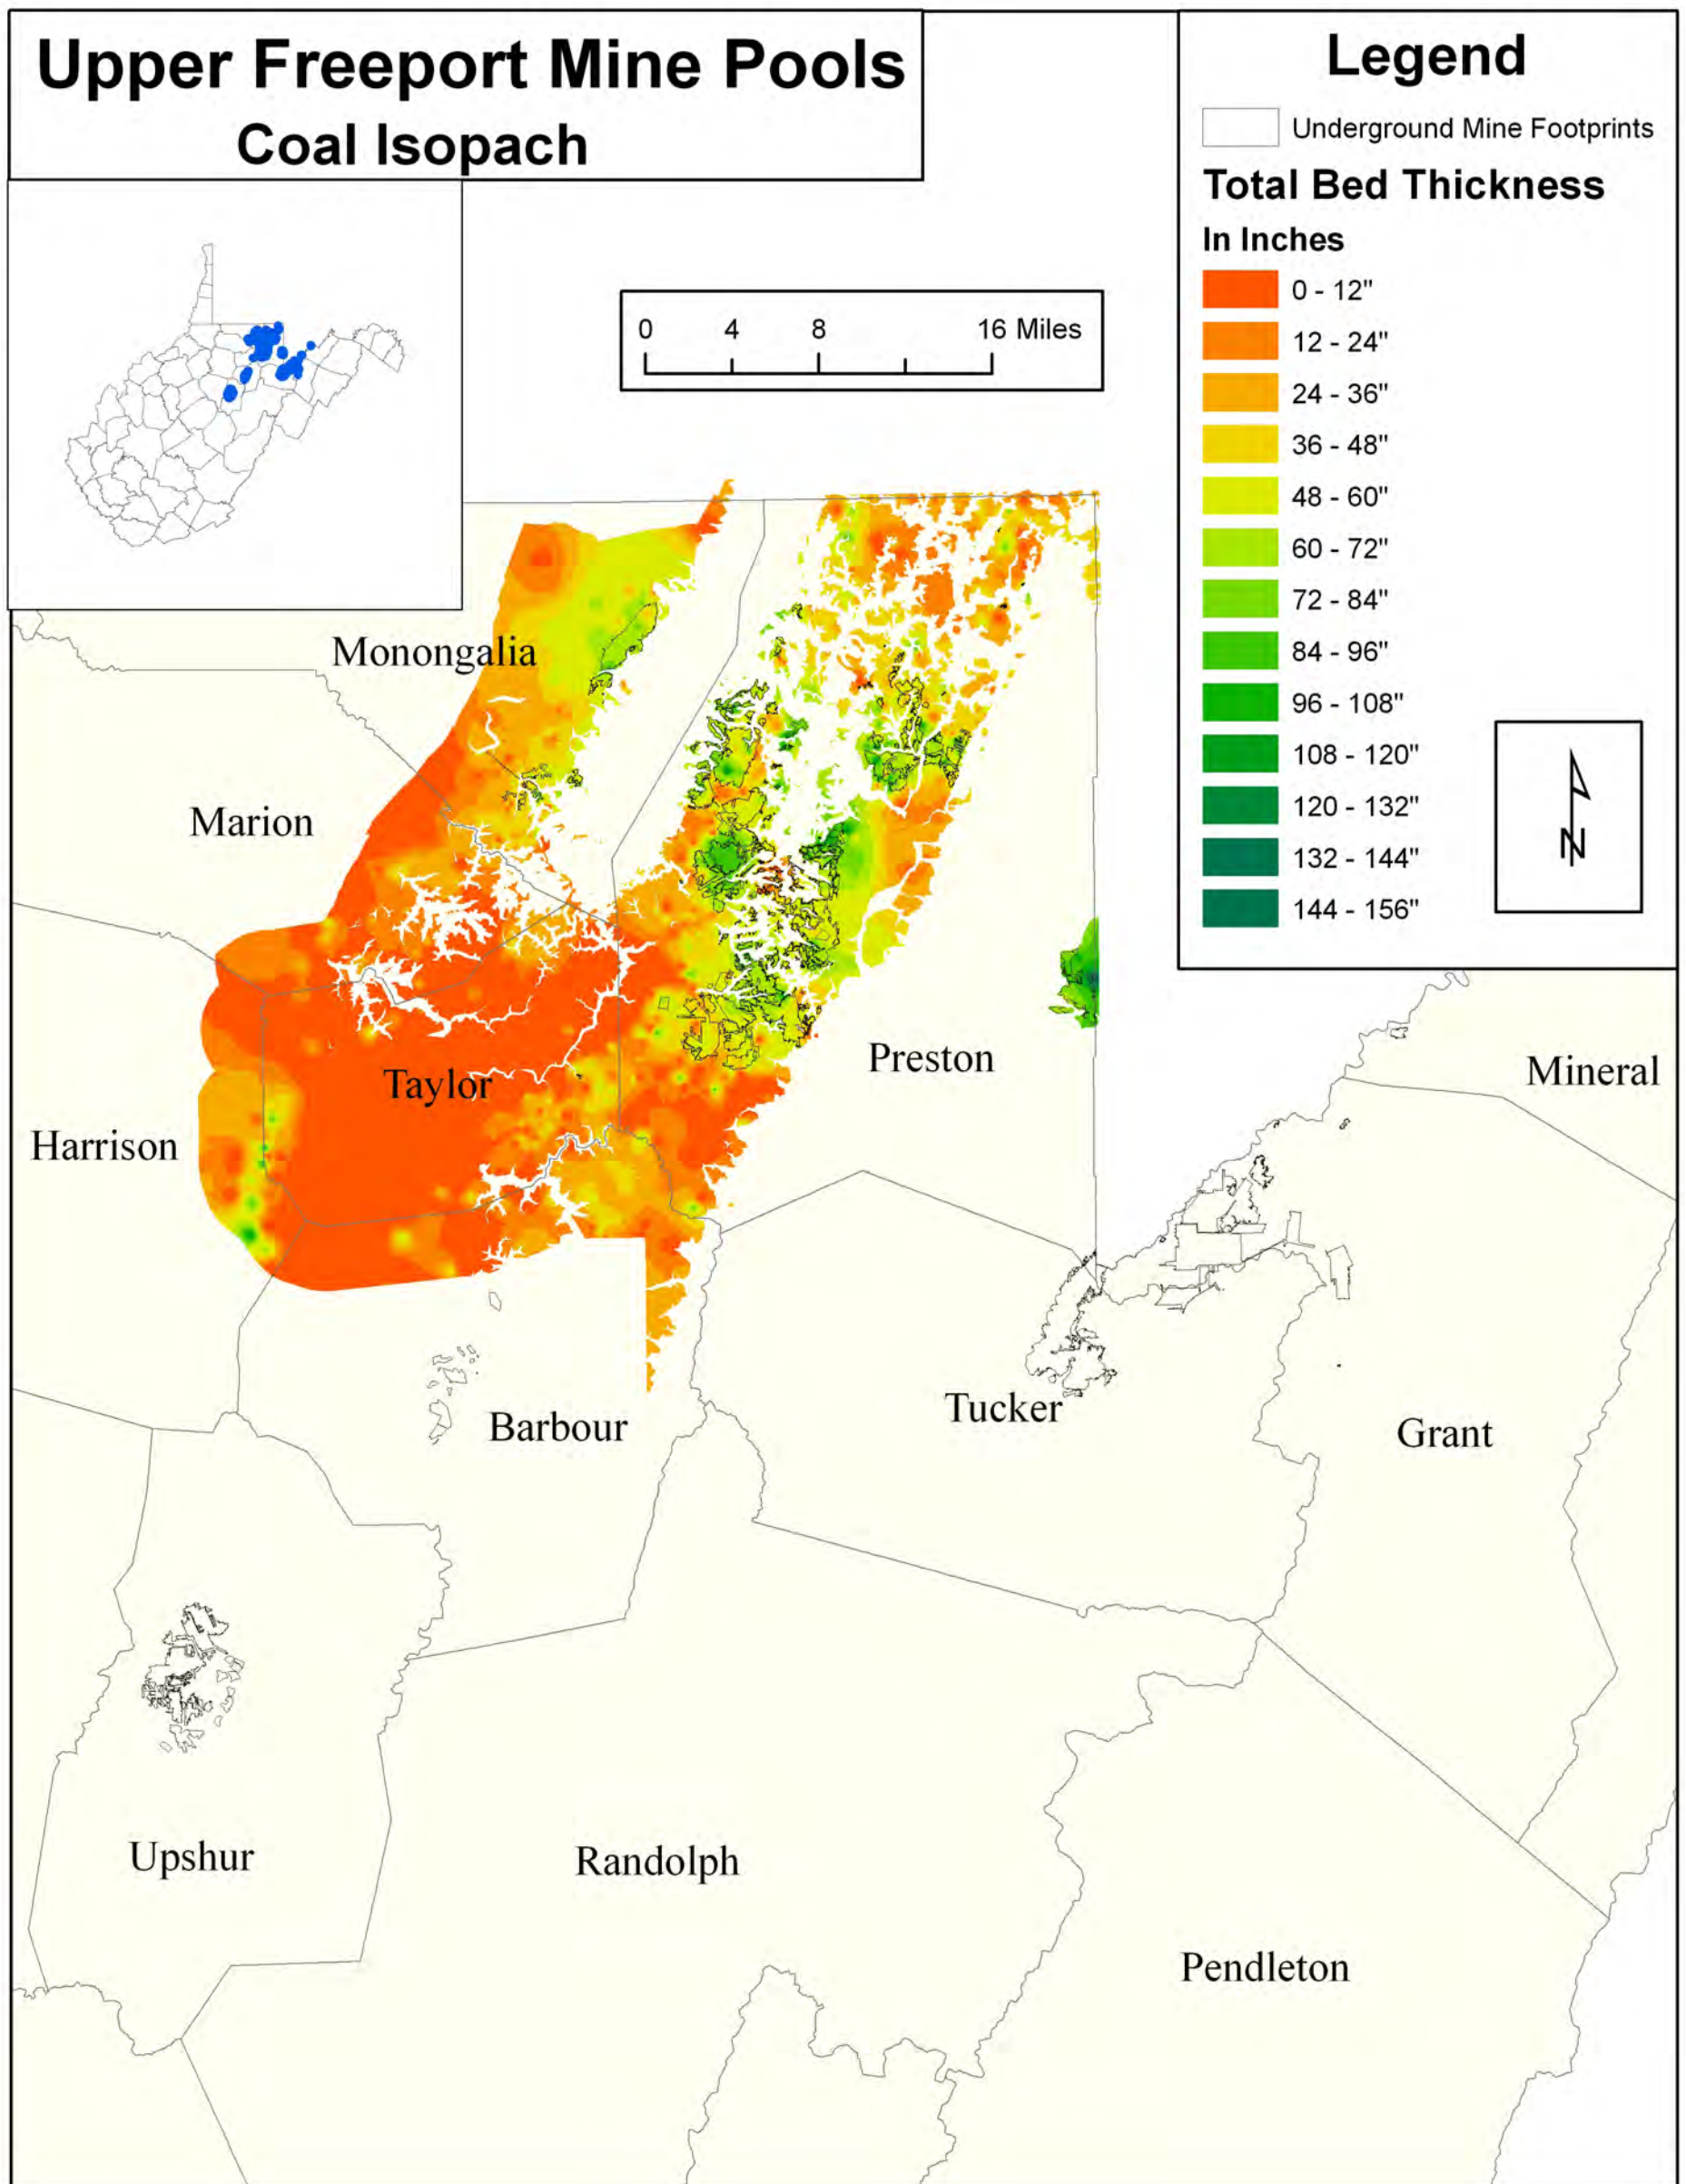 Upper Freeport Mine Pools
Coal Isopach
Legend
Underground Mine Footprints
Total Bed Thickness
In Inches
0 - 12"
12 - 24"
24 - 36"
36 - 48"
48 - 60"
60 - 72"
72 - 84"
84 - 96"
96 - 108"
108 - 120"
120 - 132"
132 - 144"
144 - 156"
0 4 8 16 Miles
N
Monongalia
Marion
Preston
Mineral
Taylor
Harrison
Tucker
Barbour
Grant
Upshur
Randolph
Pendleton